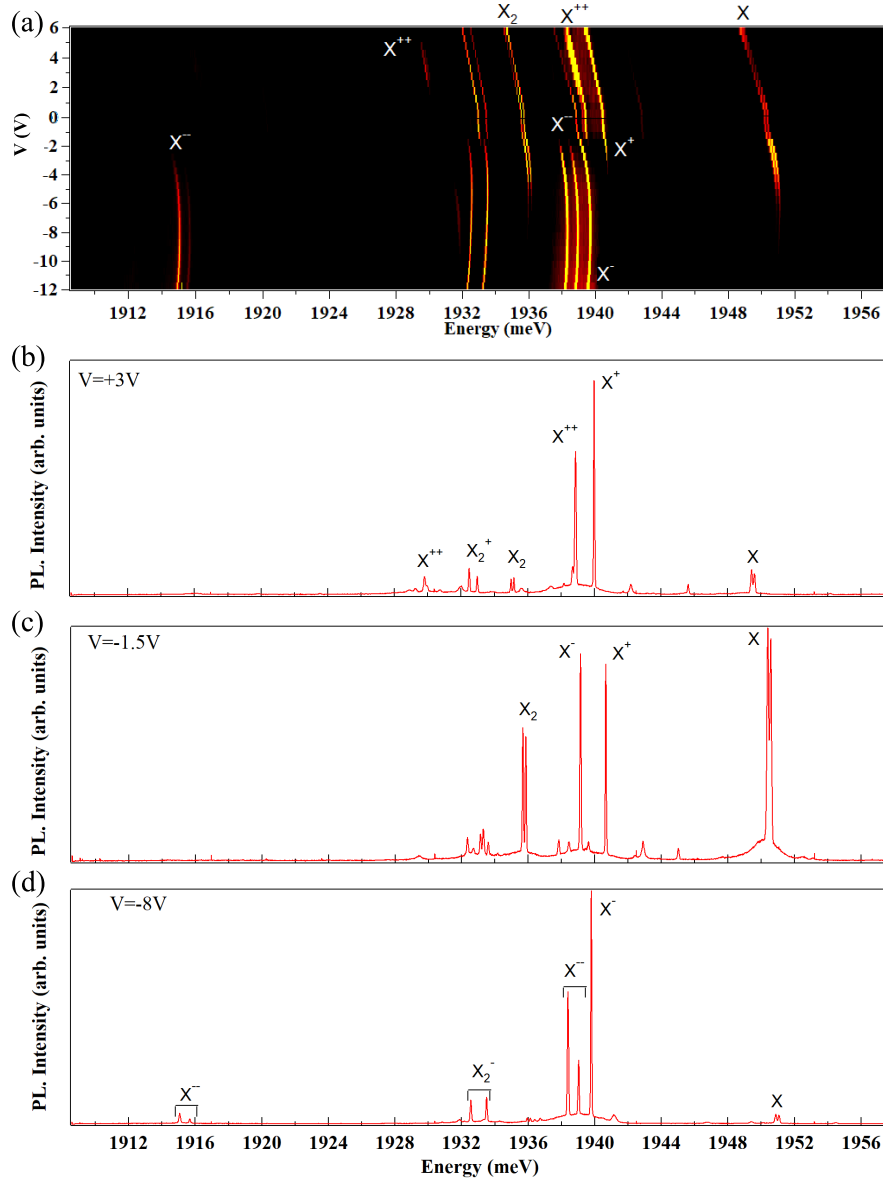 (a)
X₂ X⁺⁺ X
X⁺⁺
X⁻⁻
X⁻⁻
X⁺
X⁻
V (V)
6
4
2
0
-2
-4
-6
-8
-10
-12
1912 1916 1920 1924 1928 1932 1936 1940 1944 1948 1952 1956
Energy (meV)
(b)
V=+3V
PL. Intensity (arb. units)
X⁺
X⁺⁺
X⁺⁺ X₂⁺ X₂ X
(c)
V=-1.5V
PL. Intensity (arb. units)
X⁻ X⁺ X
X₂
(d)
V=-8V
PL. Intensity (arb. units)
X⁻
X⁻⁻
X⁻⁻ X₂⁻ X
1912 1916 1920 1924 1928 1932 1936 1940 1944 1948 1952 1956
Energy (meV)